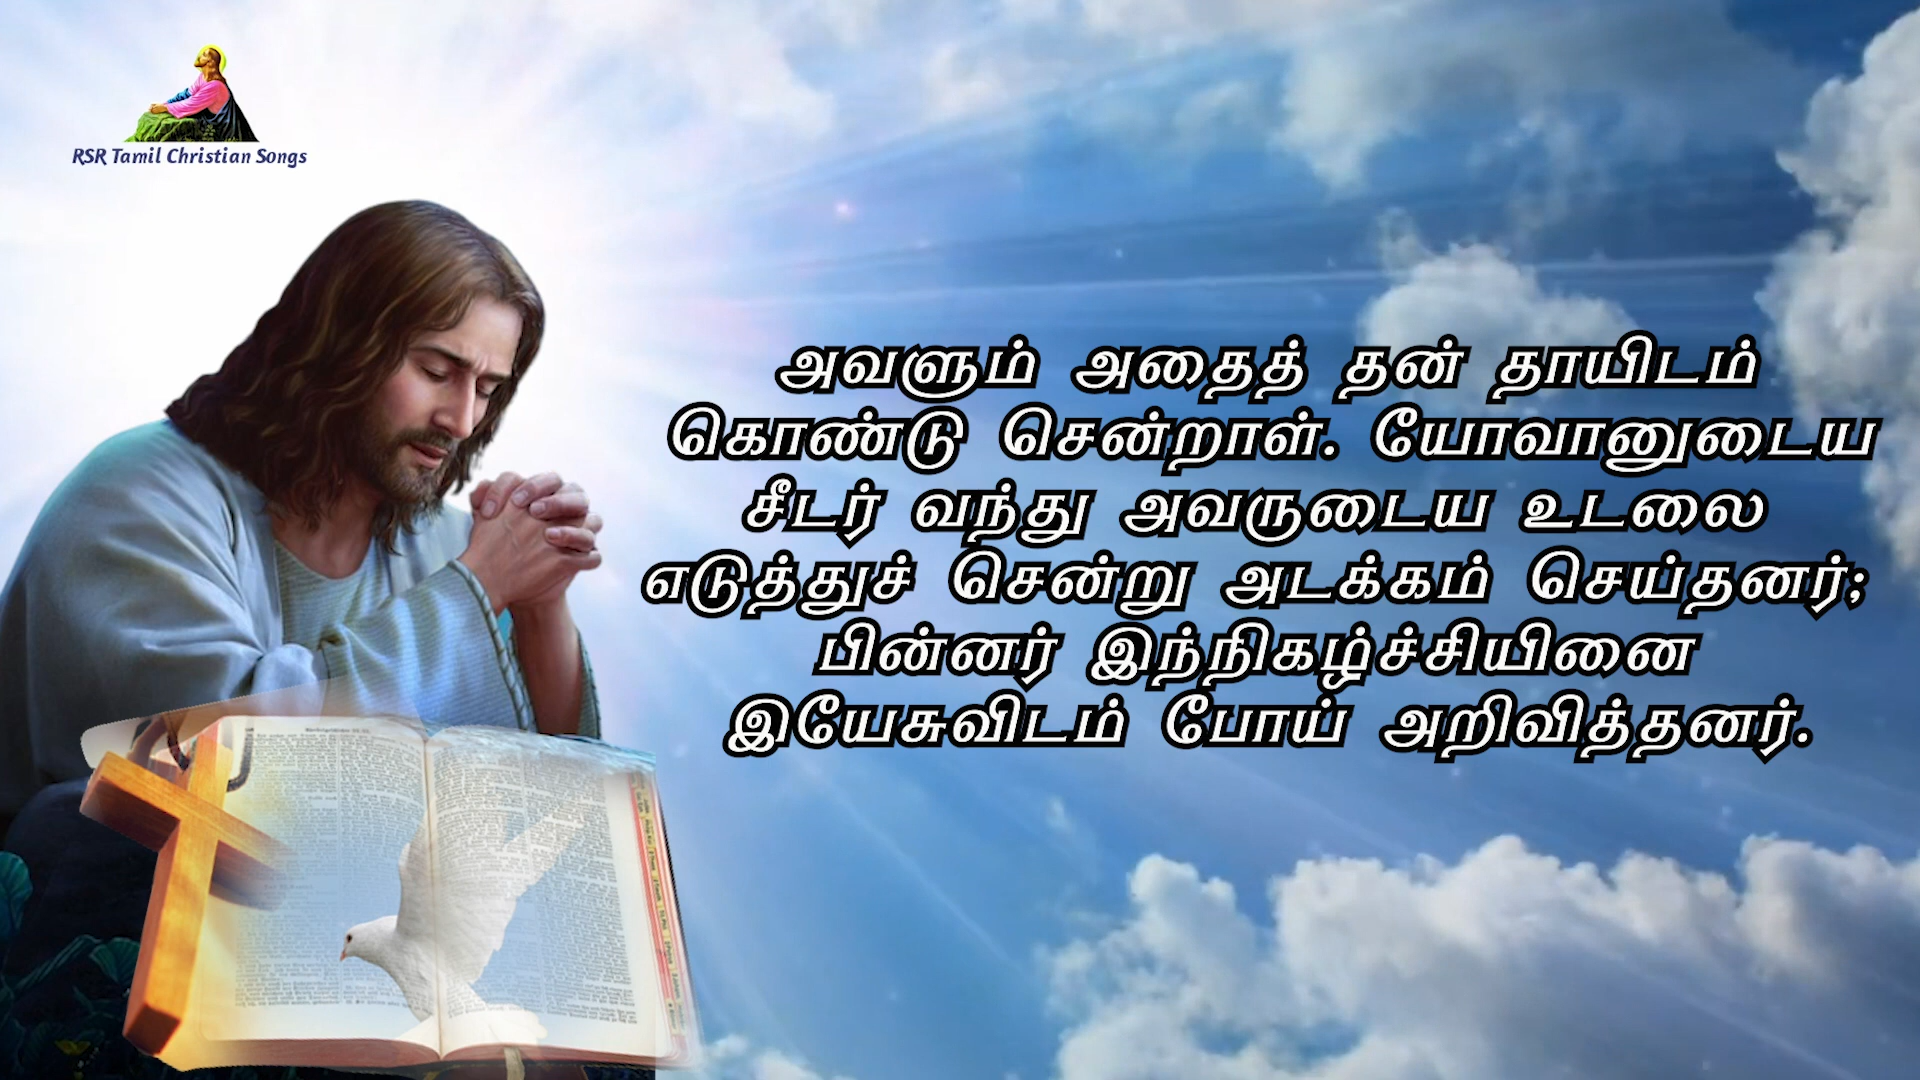 RSR Tamil Christian Songs
அவளும் அதைத் தன் தாயிடம்
கொண்டு சென்றாள். யோவானுடைய
சீடர் வந்து அவருடைய உடலை
எடுத்துச் சென்று அடக்கம் செய்தனர்;
பின்னர் இந்நிகழ்ச்சியினை
இயேசுவிடம் போய் அறிவித்தனர்.